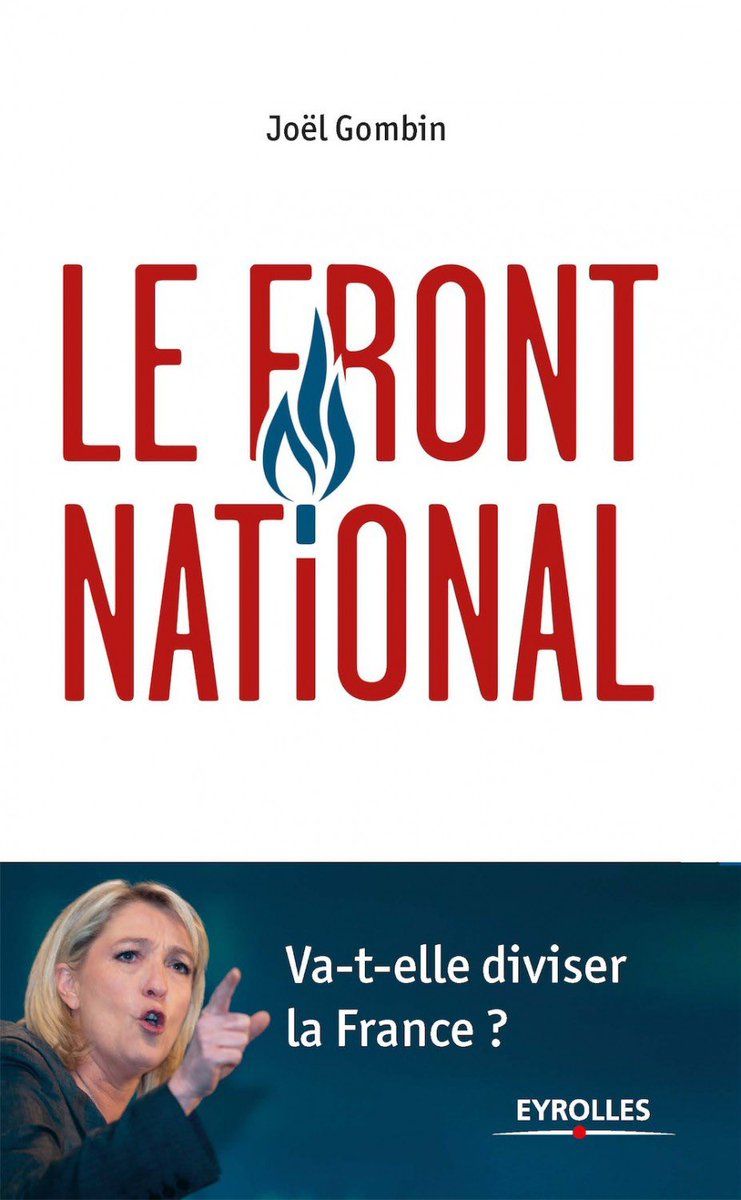 Joël Gombin
LE FRONT
NATiONAL
Va-t-elle diviser
la France ?
EYROLLES